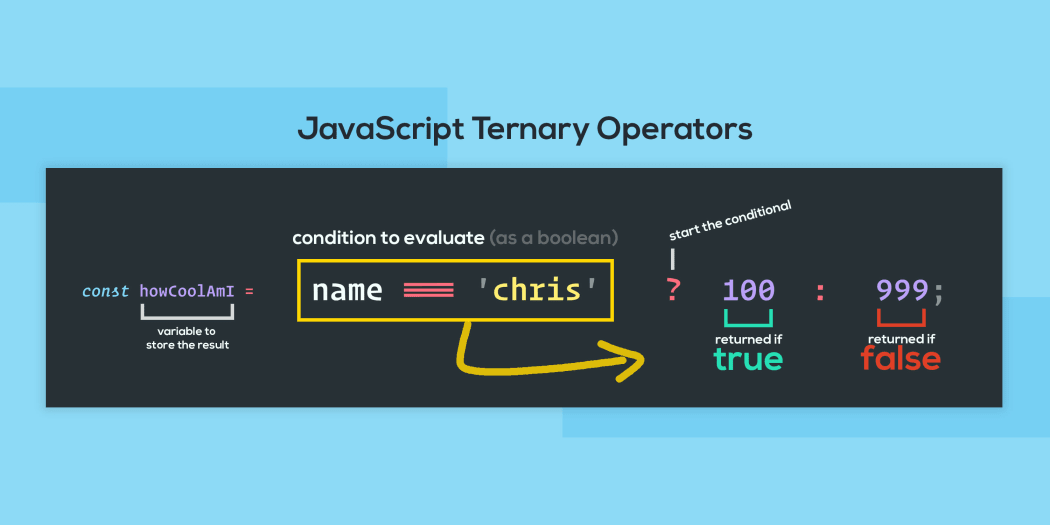 JavaScript Ternary Operators
start the conditional
condition to evaluate (as a boolean)
const howCoolAmI = name === 'chris' ? 100 : 999;
variable to
store the result
returned if
true
returned if
false